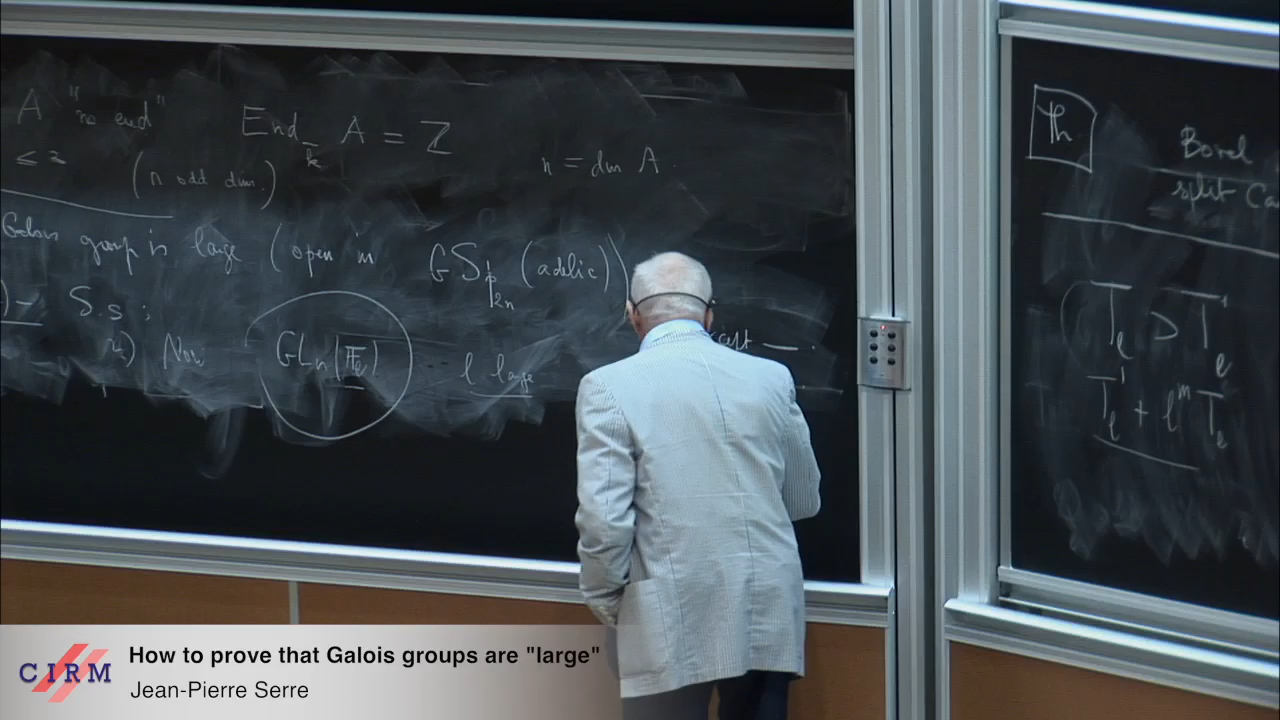 A "no end" End_k̄ A = ℤ
≤ 2 (n odd dim.) n = dim A.
Galois group is large (open in GSp_2n (adelic))
) – S.s;
2) Now GL_n(𝔽_ℓ) ℓ large
Th Borel
split Ca
T_ℓ ⊃ T'_ℓ
T'_ℓ + ℓ^m T_ℓ
CIRM
How to prove that Galois groups are "large"
Jean-Pierre Serre